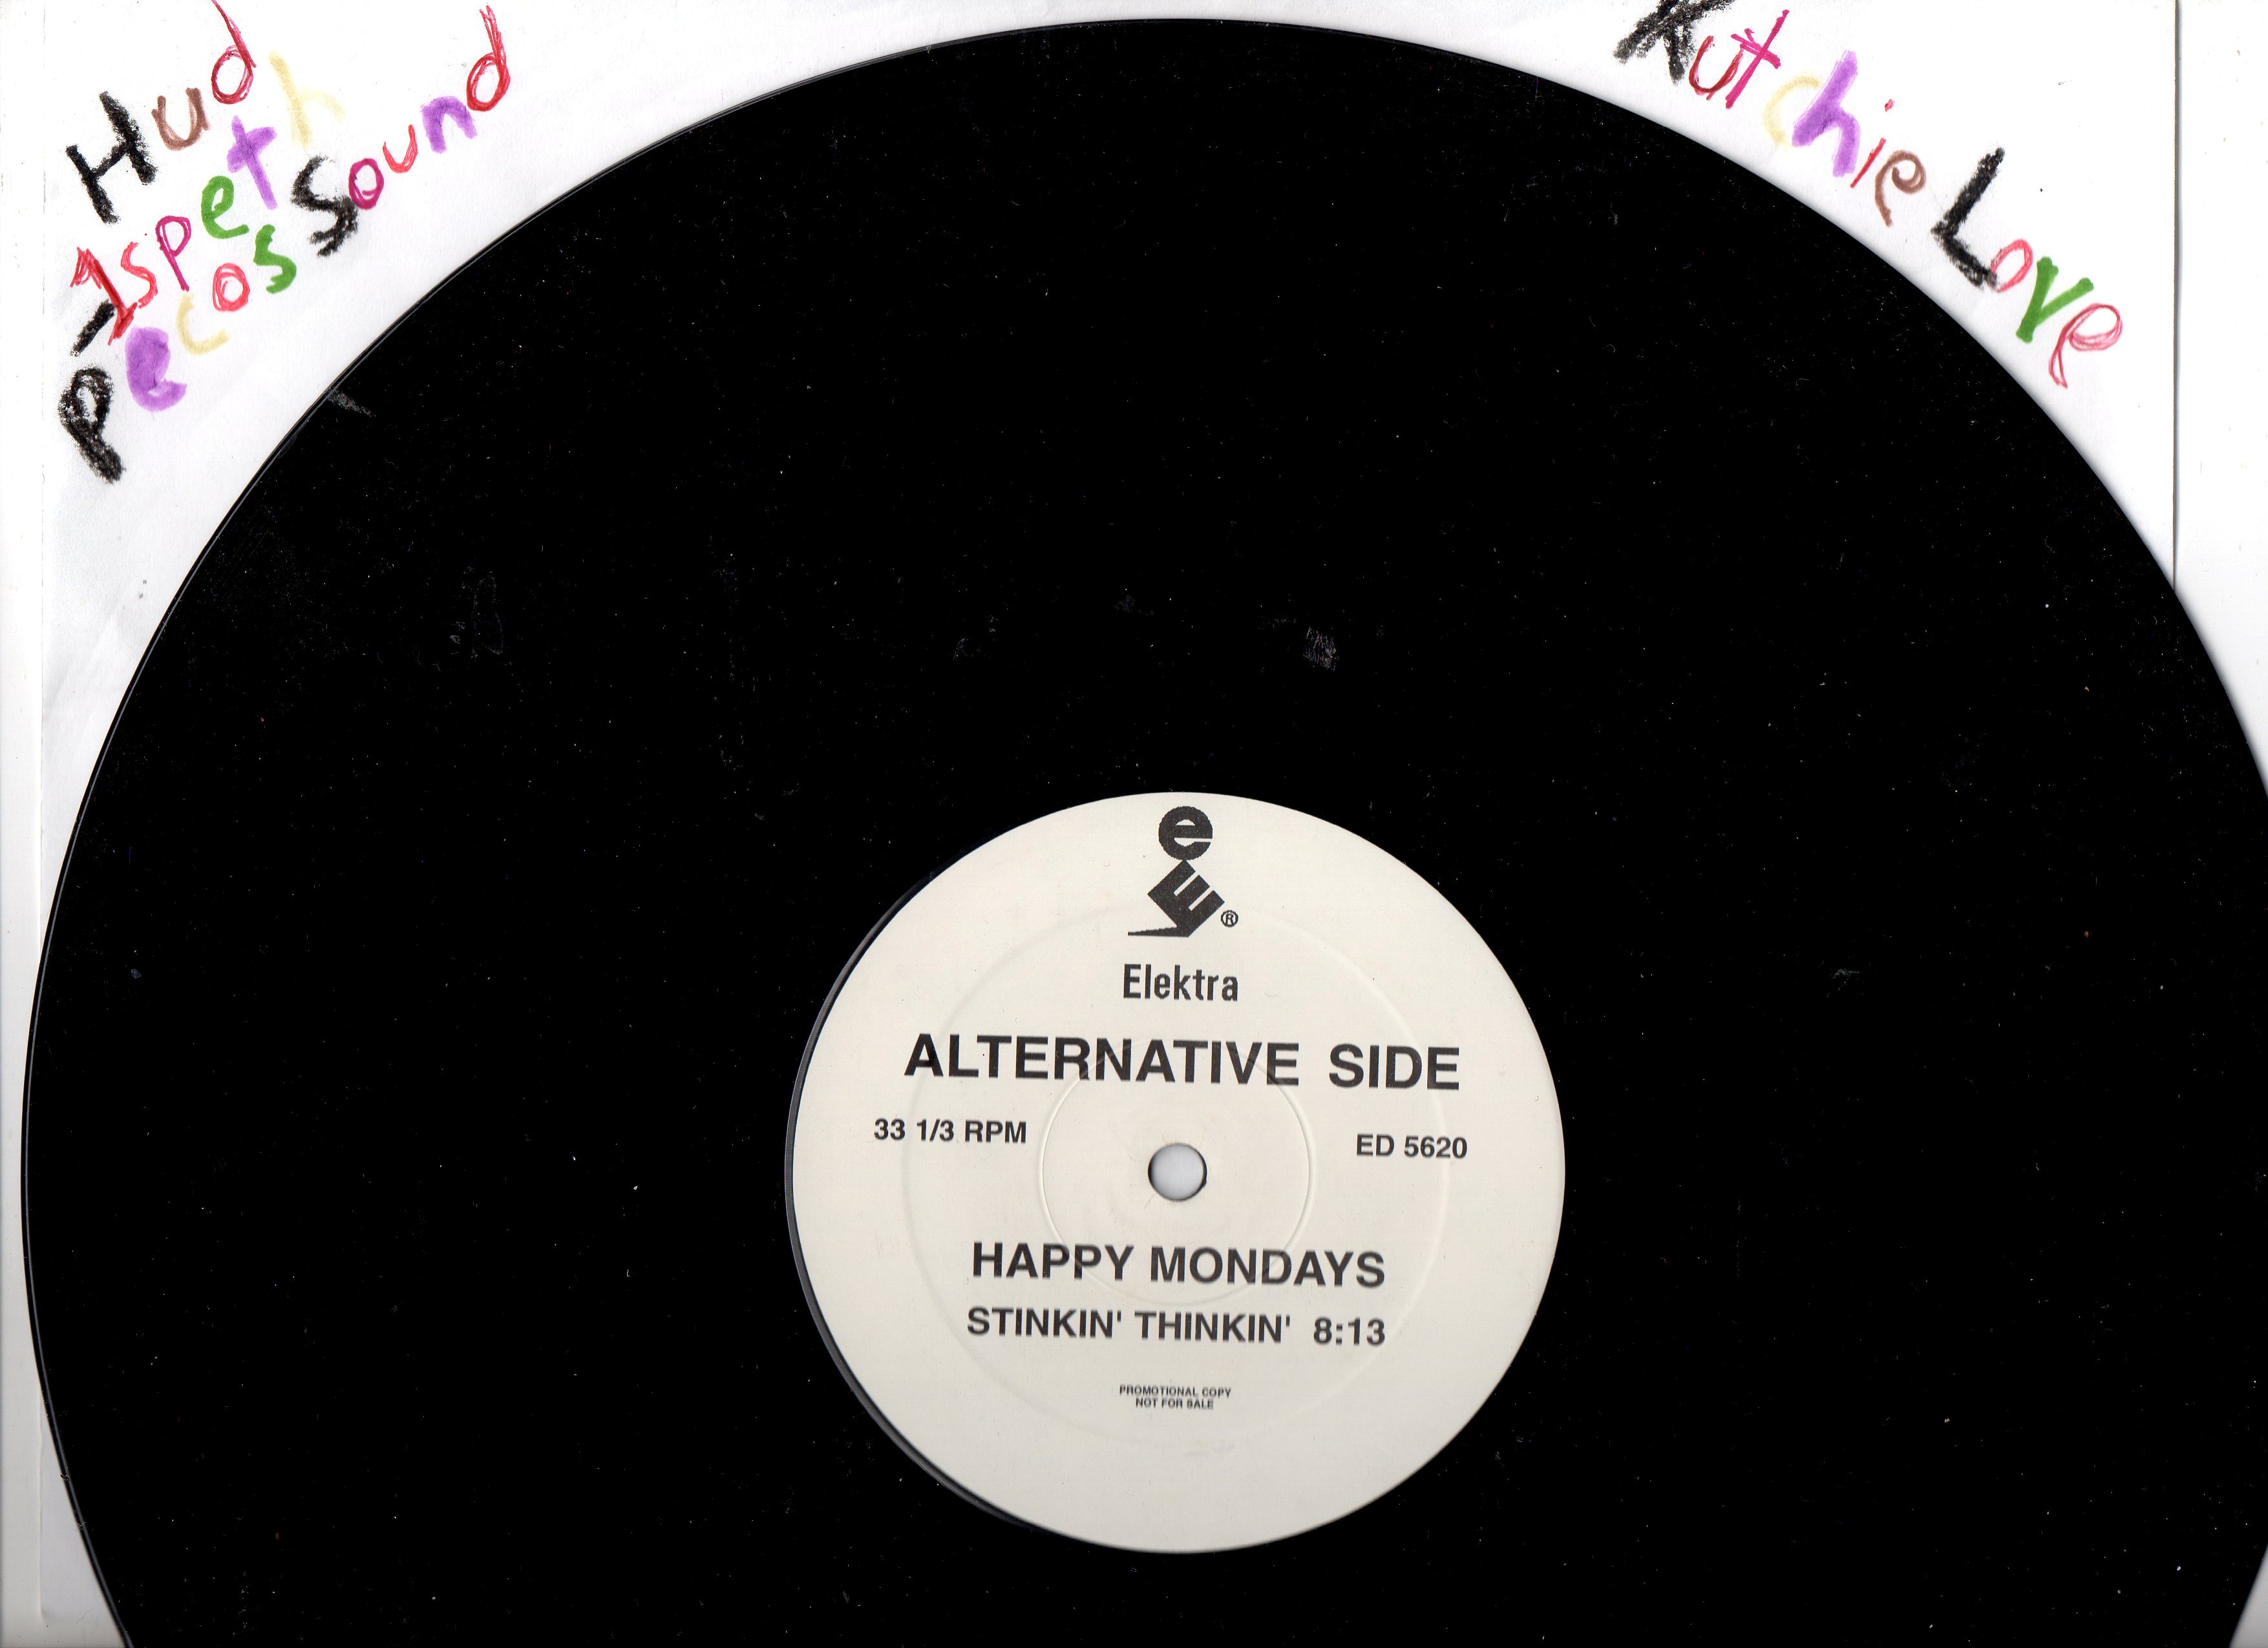 Hud
-1speth
Pecos Sound
Kutchie Love
e
E®
Elektra
ALTERNATIVE SIDE
33 1/3 RPM
ED 5620
HAPPY MONDAYS
STINKIN' THINKIN' 8:13
PROMOTIONAL COPY
NOT FOR SALE